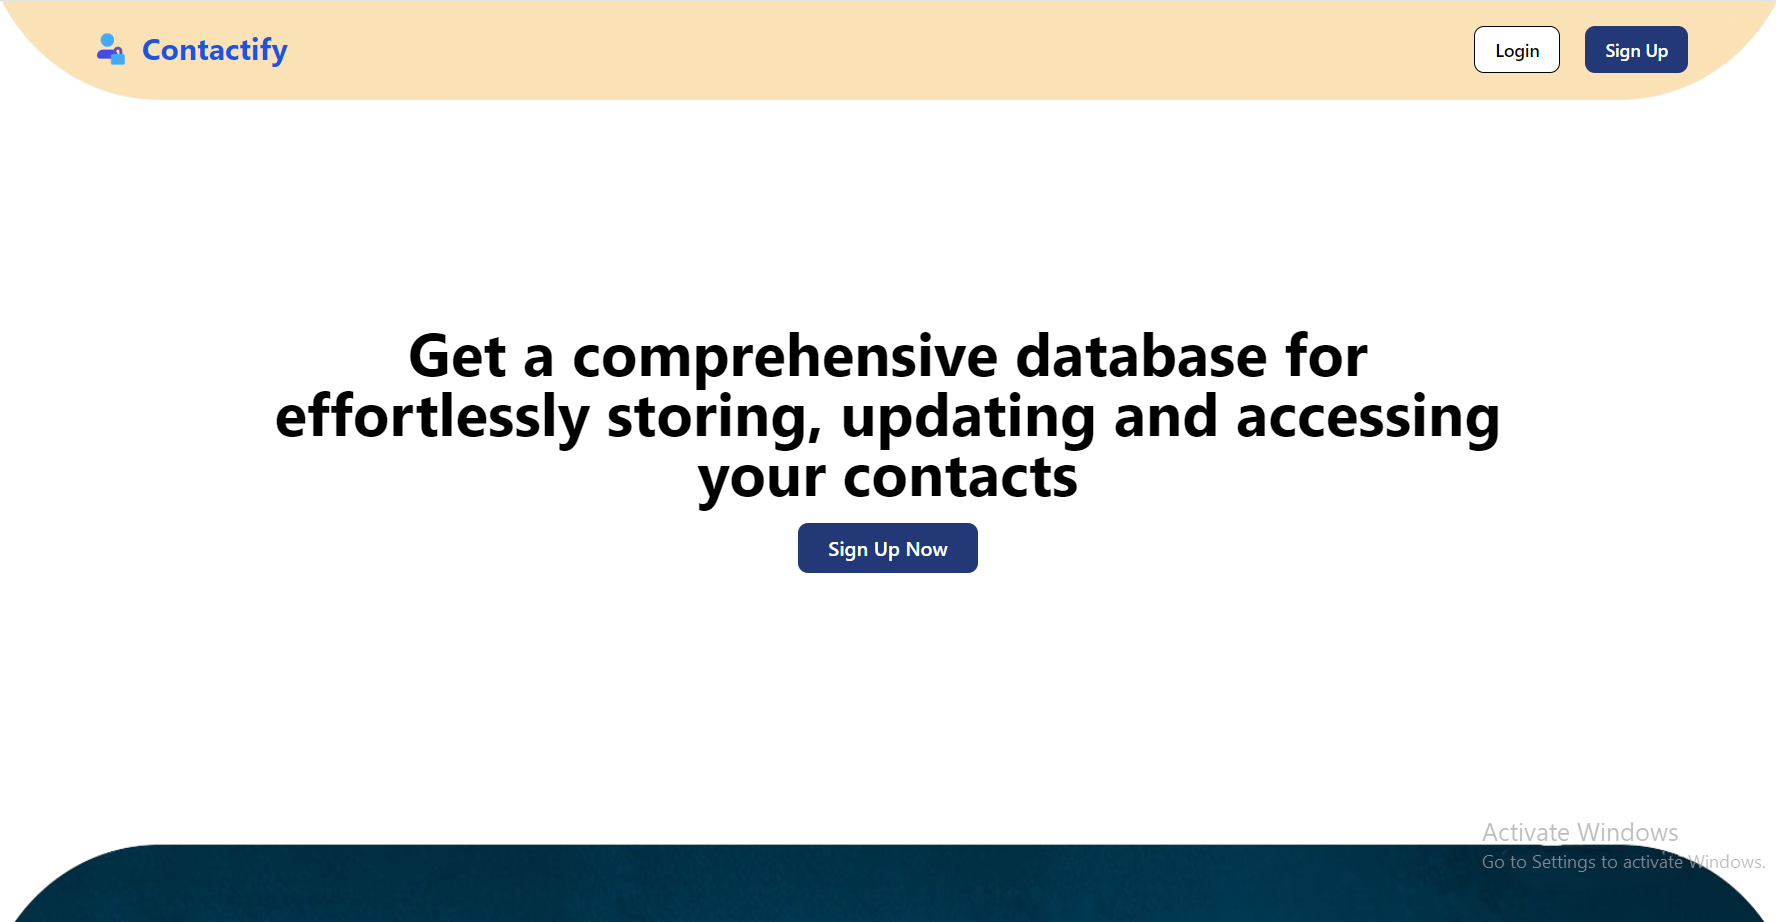 Contactify
Login
Sign Up
Get a comprehensive database for
effortlessly storing, updating and accessing
your contacts
Sign Up Now
Activate Windows
Go to Settings to activate Windows.